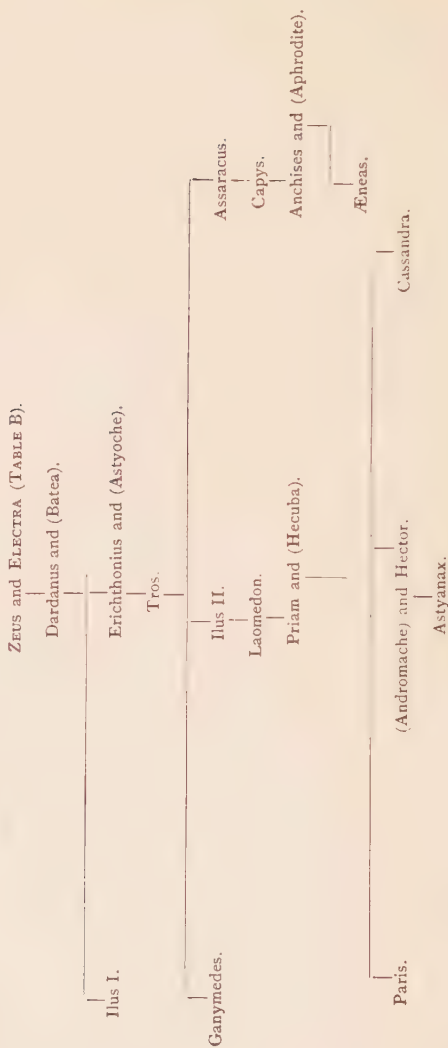 ZEUS and ELECTRA (TABLE B).
Dardanus and (Batea).
Ilus I. Erichthonius and (Astyoche).
Tros.
Ganymedes. Ilus II. Assaracus.
Laomedon. Capys.
Priam and (Hecuba). Anchises and (Aphrodite).
Æneas.
Paris. (Andromache) and Hector. Cassandra.
Astyanax.